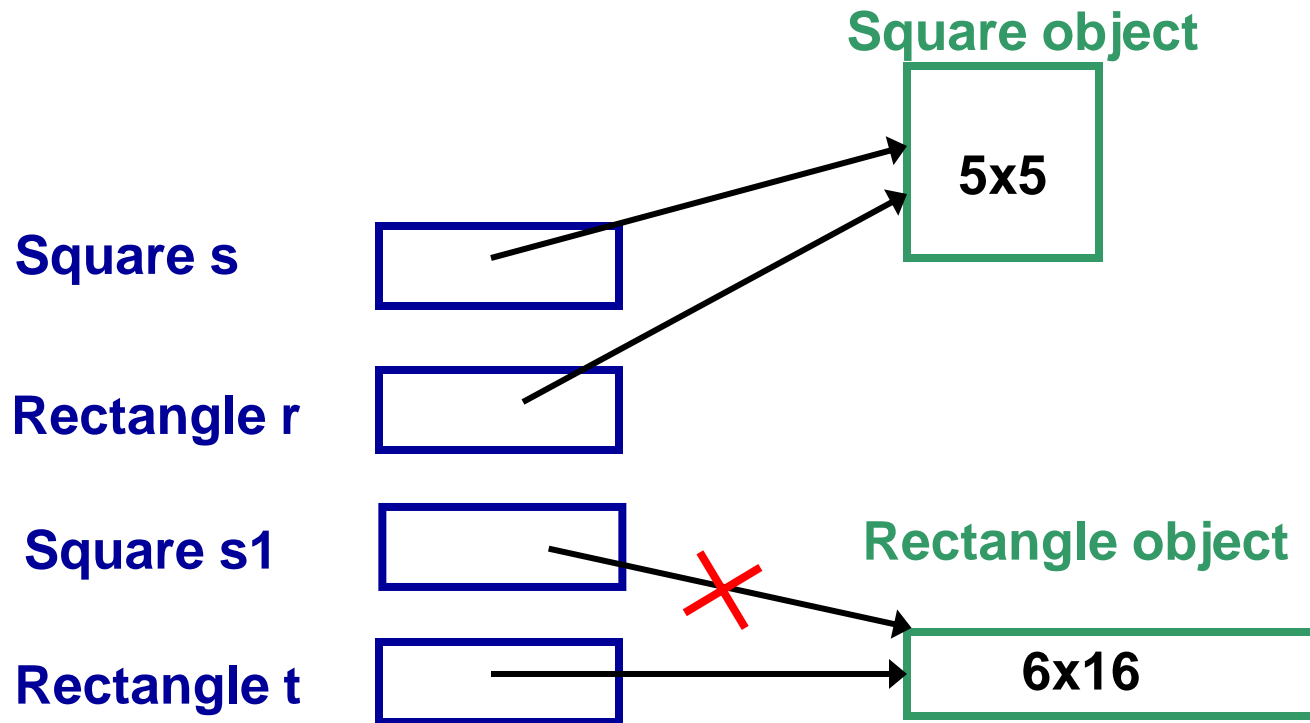 Square object
5x5
Square s
Rectangle r
Square s1
Rectangle object
Rectangle t
6x16